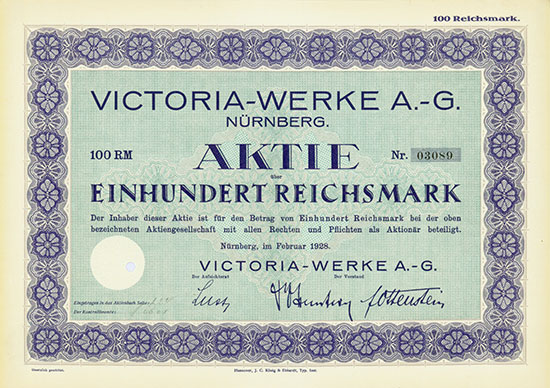 100 Reichsmark.
VICTORIA-WERKE A.-G.
NÜRNBERG.
100 RM AKTIE Nr. 03089
über
EINHUNDERT REICHSMARK
Der Inhaber dieser Aktie ist für den Betrag von Einhundert Reichsmark bei der oben
bezeichneten Aktiengesellschaft mit allen Rechten und Pflichten als Aktionär beteiligt.
Nürnberg, im Februar 1928.
VICTORIA-WERKE A.-G.
Der Aufsichtsrat Der Vorstand
Eingetragen in das Aktienbuch Seite
Der Kontrollbeamte:
Hannover, J. C. König & Ebhardt, Typ. Inst.